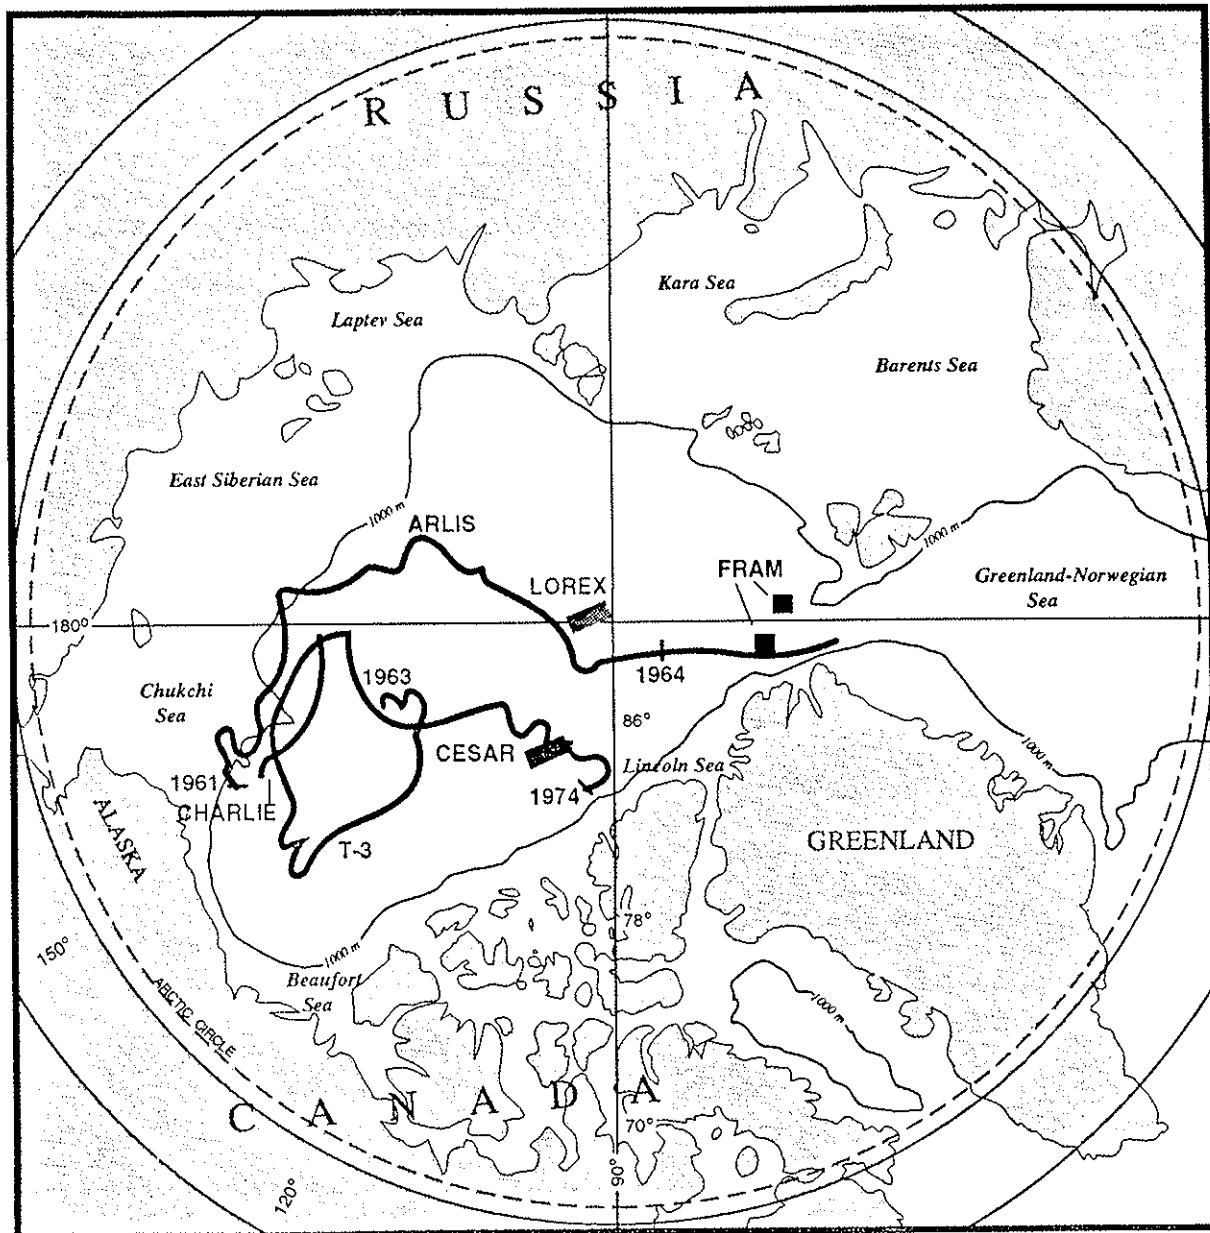 RUSSIA
Kara Sea
Laptev Sea
Barents Sea
East Siberian Sea
1000 m
ARLIS
1000 m
FRAM
LOREX
Greenland-Norwegian
Sea
180°
1964
1963
Chukchi
Sea
86°
CESAR
Lincoln Sea
1000 m
1961
1974
CHARLIE
ALASKA
T-3
GREENLAND
78°
150°
1000 m
Beaufort
Sea
1000 m
ARCTIC CIRCLE
CANADA
70°
90°
120°